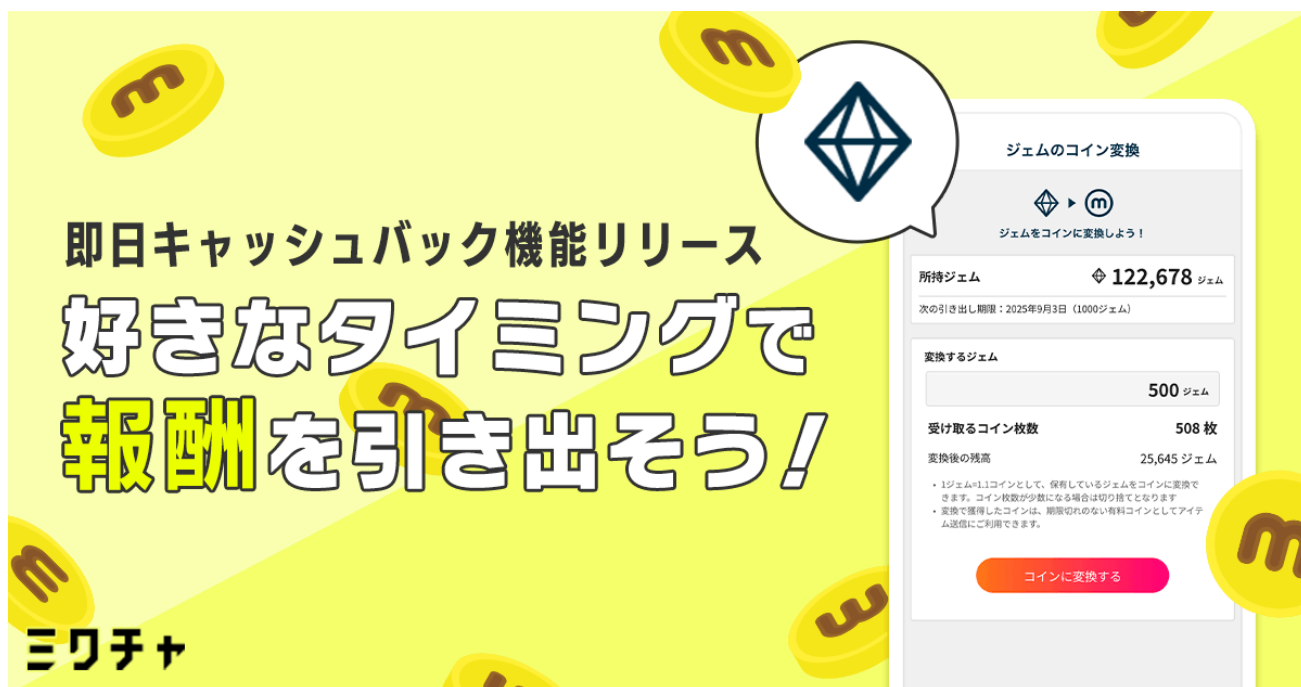 即日キャッシュバック機能リリース
好きなタイミングで
報酬を引き出そう!
ミクチャ
ジェムのコイン変換
ジェムをコインに変換しよう!
所持ジェム 122,678 ジェム
次の引き出し期限:2025年9月3日(1000ジェム)
変換するジェム
500 ジェム
受け取るコイン枚数 508 枚
変換後の残高 25,645 ジェム
• 1ジェム=1.1コインとして、保有しているジェムをコインに変換で
きます。コイン枚数が少数になる場合は切り捨てとなります
• 変換で獲得したコインは、期限切れのない有料コインとしてアイテ
ム送信にご利用できます。
コインに変換する